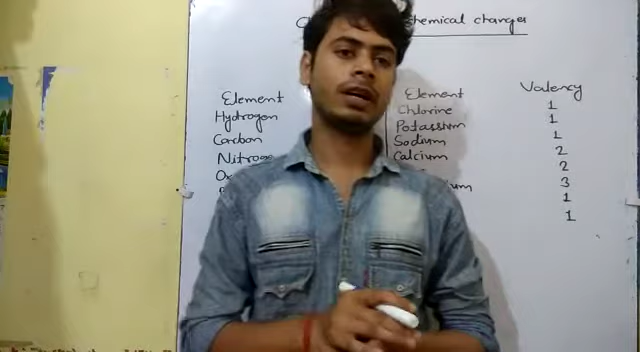 chemical changes
Element Element Valency
Hydrogen Chlorine 1
Carbon Potassium 1
Nitroge Sodium 1
Calcium 2
2
3
1
1